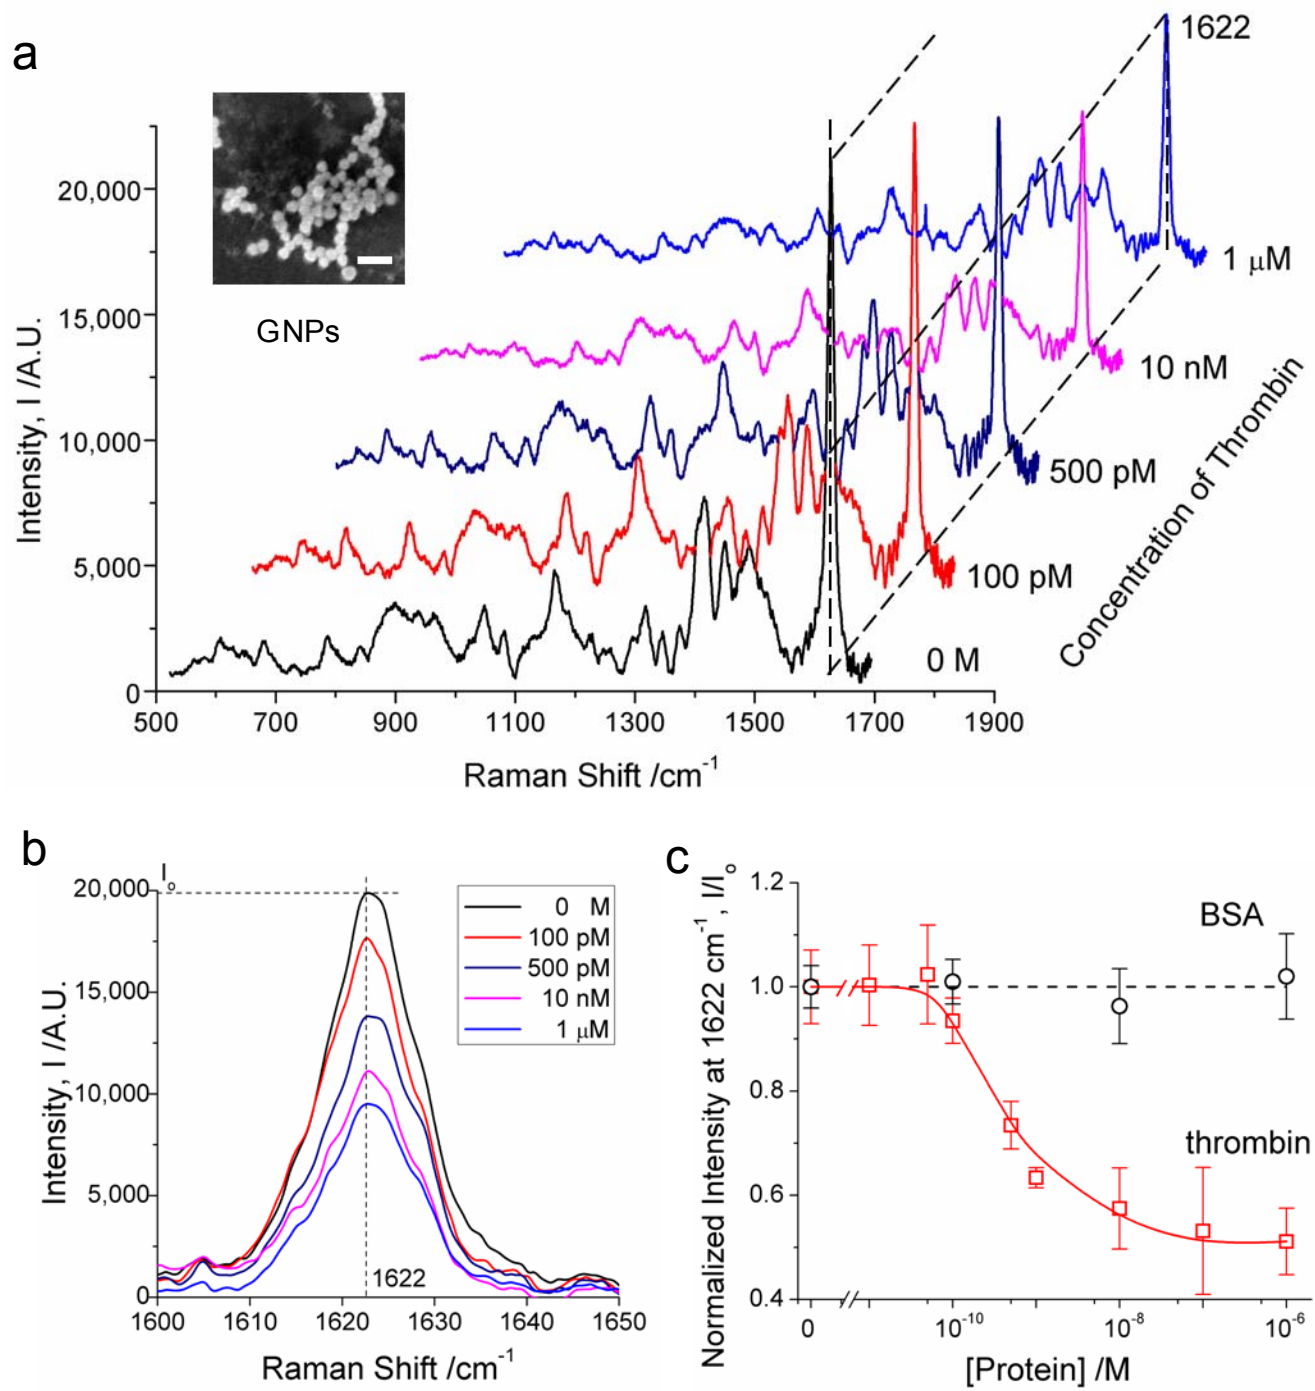 a
1622
20,000
15,000
10,000
5,000
0
Intensity, I /A.U.
GNPs
1 μM
10 nM
500 pM
100 pM
0 M
Concentration of Thrombin
500 700 900 1100 1300 1500 1700 1900
Raman Shift /cm⁻¹
b
Iₒ
20,000
15,000
10,000
5,000
0
Intensity, I /A.U.
0 M
100 pM
500 pM
10 nM
1 μM
1622
1600 1610 1620 1630 1640 1650
Raman Shift /cm⁻¹
c
1.2
1.0
0.8
0.6
0.4
Normalized Intensity at 1622 cm⁻¹, I/Iₒ
BSA
thrombin
0 10⁻¹⁰ 10⁻⁸ 10⁻⁶
[Protein] /M